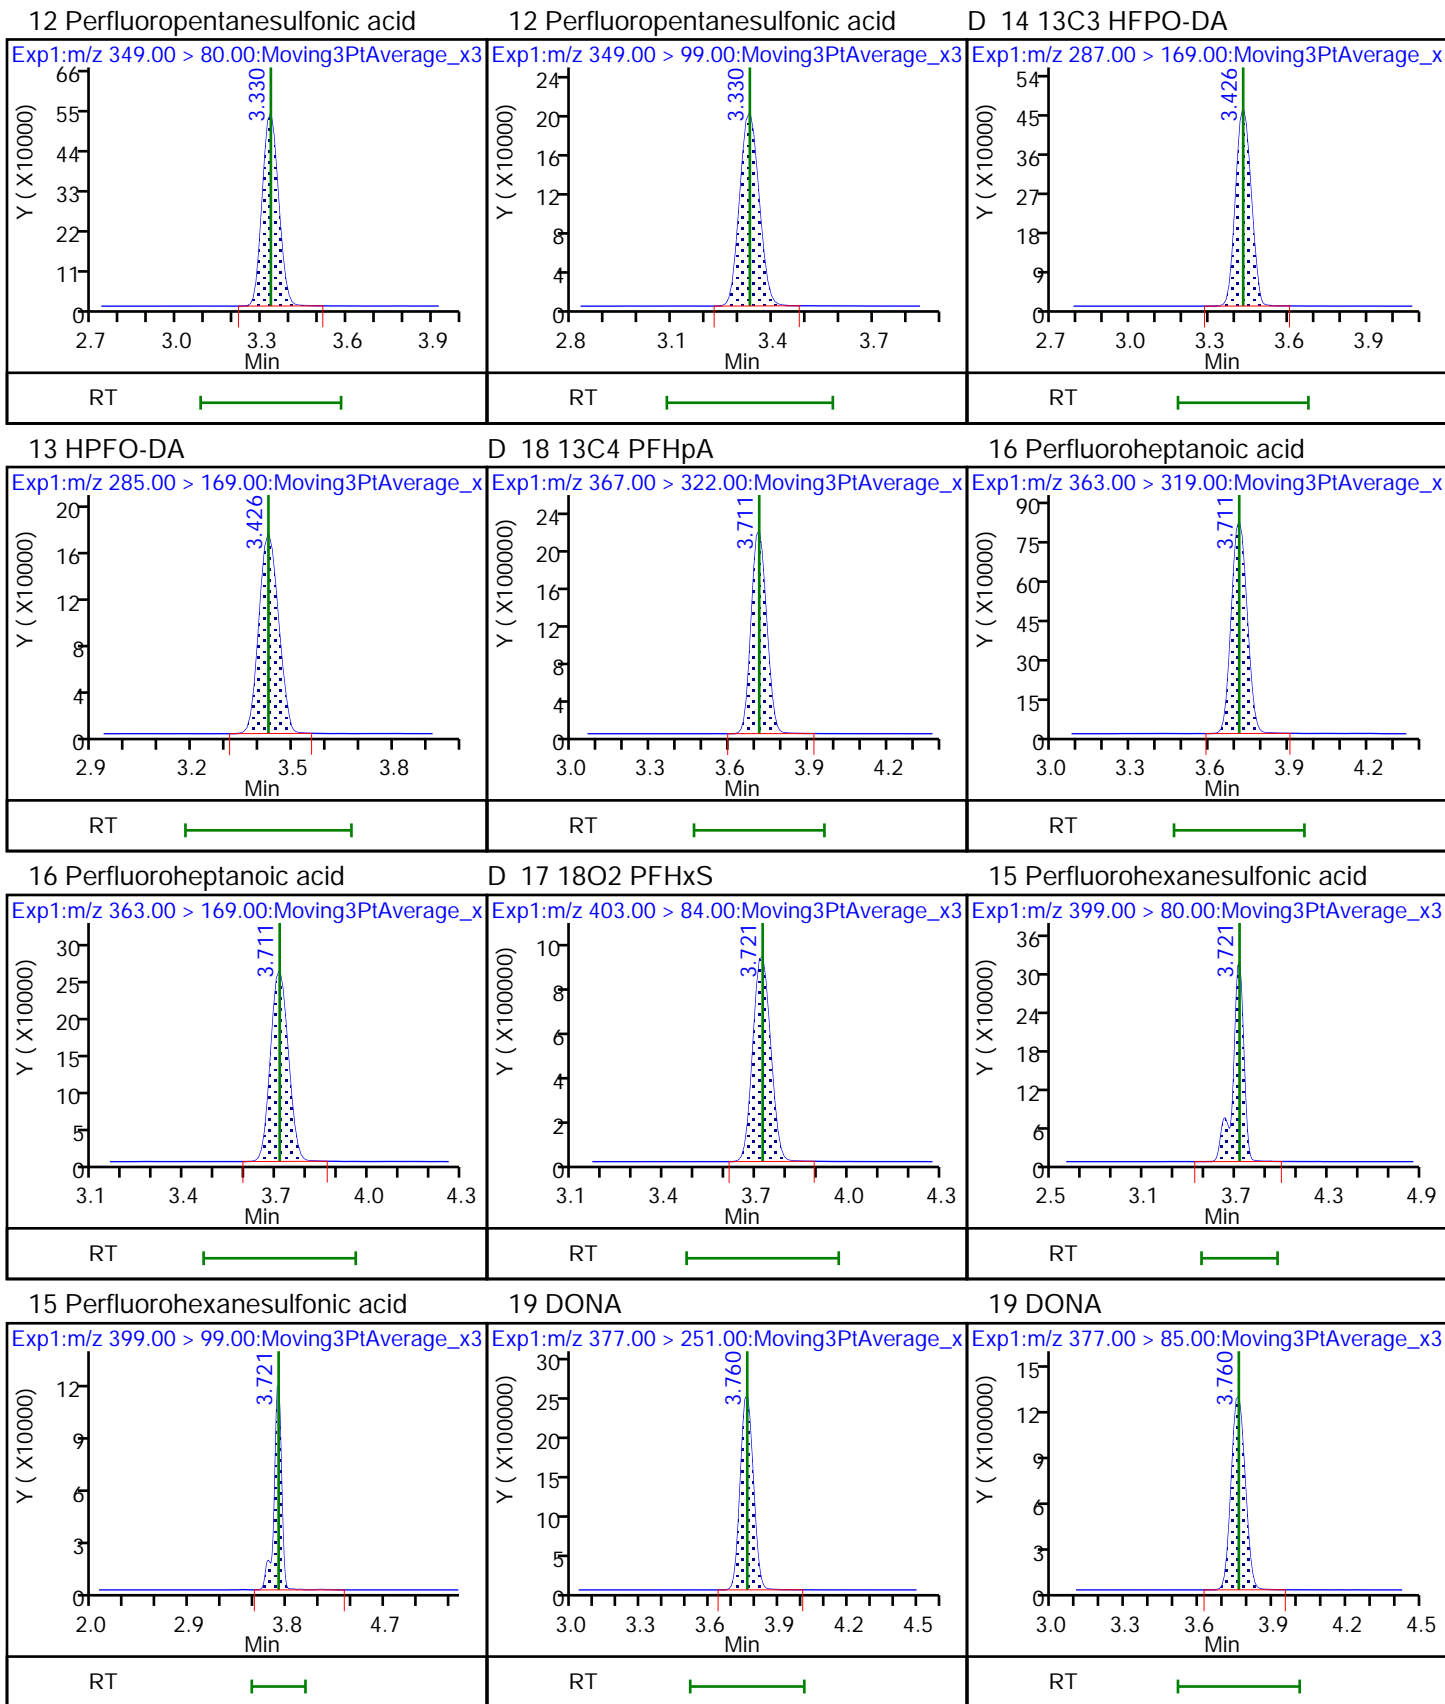 12 Perfluoropentanesulfonic acid
Exp1:m/z 349.00 > 80.00:Moving3PtAverage_x3
3.330
Y ( X10000)
66
55
44
33
22
11
0
2.7 3.0 3.3 3.6 3.9
Min
RT
12 Perfluoropentanesulfonic acid
Exp1:m/z 349.00 > 99.00:Moving3PtAverage_x3
3.330
Y ( X10000)
24
20
16
12
8
4
0
2.8 3.1 3.4 3.7
Min
RT
D 14 13C3 HFPO-DA
Exp1:m/z 287.00 > 169.00:Moving3PtAverage_x
3.426
Y ( X10000)
54
45
36
27
18
9
0
2.7 3.0 3.3 3.6 3.9
Min
RT
13 HPFO-DA
Exp1:m/z 285.00 > 169.00:Moving3PtAverage_x
3.426
Y ( X10000)
20
16
12
8
4
0
2.9 3.2 3.5 3.8
Min
RT
D 18 13C4 PFHpA
Exp1:m/z 367.00 > 322.00:Moving3PtAverage_x
3.711
Y ( X10000)
24
20
16
12
8
4
0
3.0 3.3 3.6 3.9 4.2
Min
RT
16 Perfluoroheptanoic acid
Exp1:m/z 363.00 > 319.00:Moving3PtAverage_x
3.711
Y ( X10000)
90
75
60
45
30
15
0
3.0 3.3 3.6 3.9 4.2
Min
RT
16 Perfluoroheptanoic acid
Exp1:m/z 363.00 > 169.00:Moving3PtAverage_x
3.711
Y ( X10000)
30
25
20
15
10
5
0
3.1 3.4 3.7 4.0 4.3
Min
RT
D 17 18O2 PFHxS
Exp1:m/z 403.00 > 84.00:Moving3PtAverage_x3
3.721
Y ( X100000)
10
8
6
4
2
0
3.1 3.4 3.7 4.0 4.3
Min
RT
15 Perfluorohexanesulfonic acid
Exp1:m/z 399.00 > 80.00:Moving3PtAverage_x3
3.721
Y ( X10000)
36
30
24
18
12
6
0
2.5 3.1 3.7 4.3 4.9
Min
RT
15 Perfluorohexanesulfonic acid
Exp1:m/z 399.00 > 99.00:Moving3PtAverage_x3
3.721
Y ( X10000)
12
9
6
3
0
2.0 2.9 3.8 4.7
Min
RT
19 DONA
Exp1:m/z 377.00 > 251.00:Moving3PtAverage_x
3.760
Y ( X100000)
30
25
20
15
10
5
0
3.0 3.3 3.6 3.9 4.2 4.5
Min
RT
19 DONA
Exp1:m/z 377.00 > 85.00:Moving3PtAverage_x3
3.760
Y ( X100000)
15
12
9
6
3
0
3.0 3.3 3.6 3.9 4.2 4.5
Min
RT